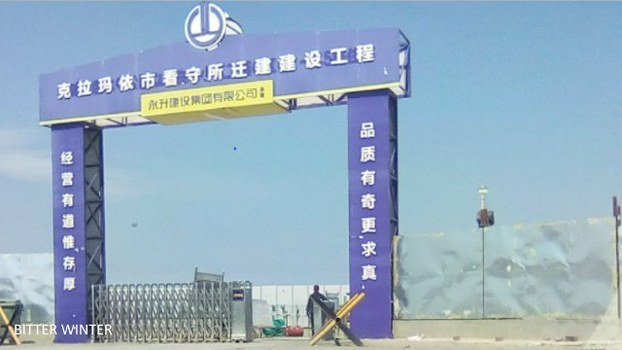 克拉玛依市看守所迁建建设工程
永升建设集团有限公司
经营有道惟存厚
品质有奇更求真
BITTER WINTER